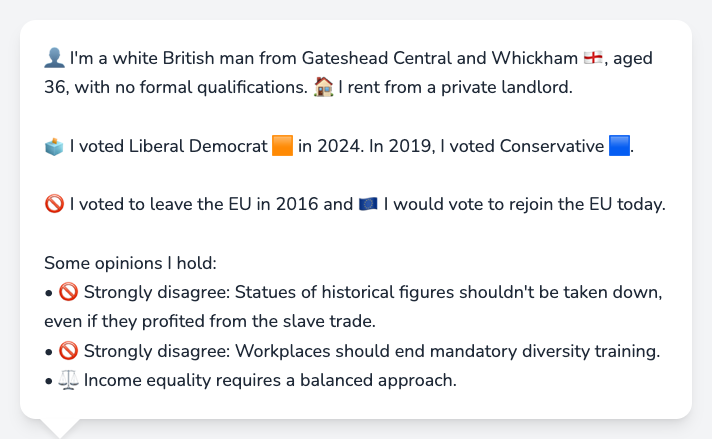 👤 I'm a white British man from Gateshead Central and Whickham 🏴󠁧󠁢󠁥󠁮󠁧󠁿, aged
36, with no formal qualifications. 🏠 I rent from a private landlord.
🗳️ I voted Liberal Democrat 🟧 in 2024. In 2019, I voted Conservative 🟦.
🚫 I voted to leave the EU in 2016 and 🇪🇺 I would vote to rejoin the EU today.
Some opinions I hold:
• 🚫 Strongly disagree: Statues of historical figures shouldn't be taken down,
even if they profited from the slave trade.
• 🚫 Strongly disagree: Workplaces should end mandatory diversity training.
• ⚖️ Income equality requires a balanced approach.